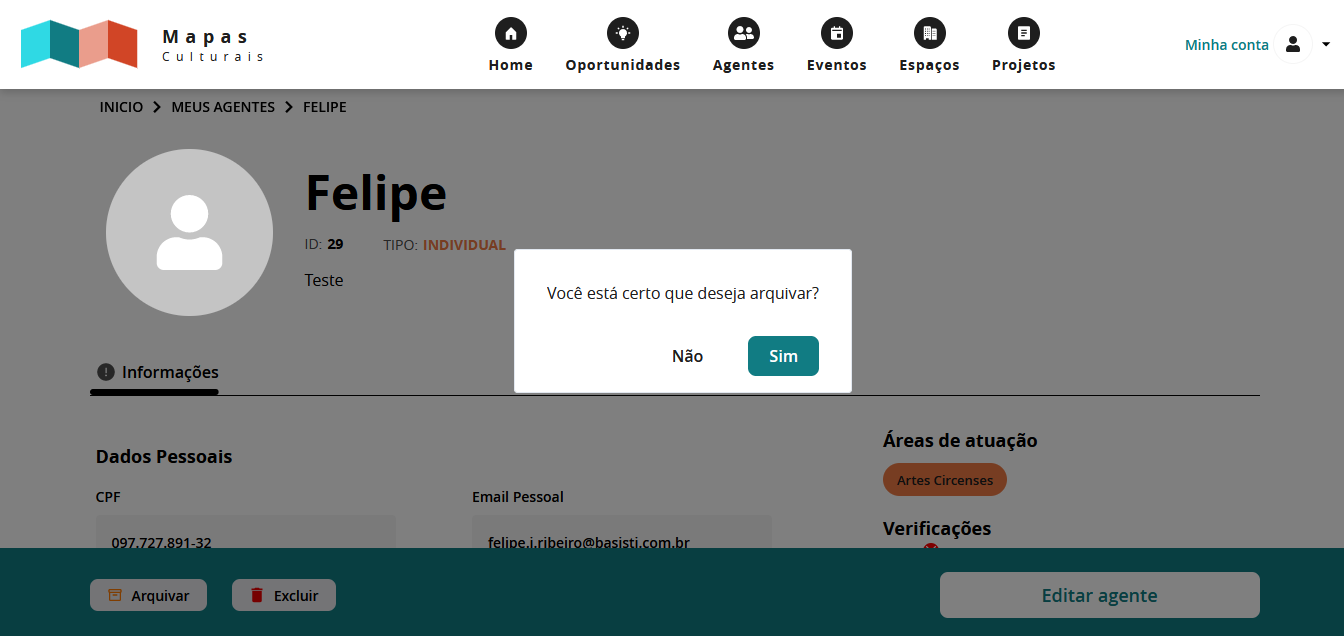 Mapas
Culturais
Home
Oportunidades
Agentes
Eventos
Espaços
Projetos
Minha conta
INICIO > MEUS AGENTES > FELIPE
Felipe
ID: 29 TIPO: INDIVIDUAL
Teste
Você está certo que deseja arquivar?
Não Sim
Informações
Dados Pessoais
CPF
097.727.891-32
Email Pessoal
felipe.i.ribeiro@basisti.com.br
Áreas de atuação
Artes Circenses
Verificações
Arquivar
Excluir
Editar agente